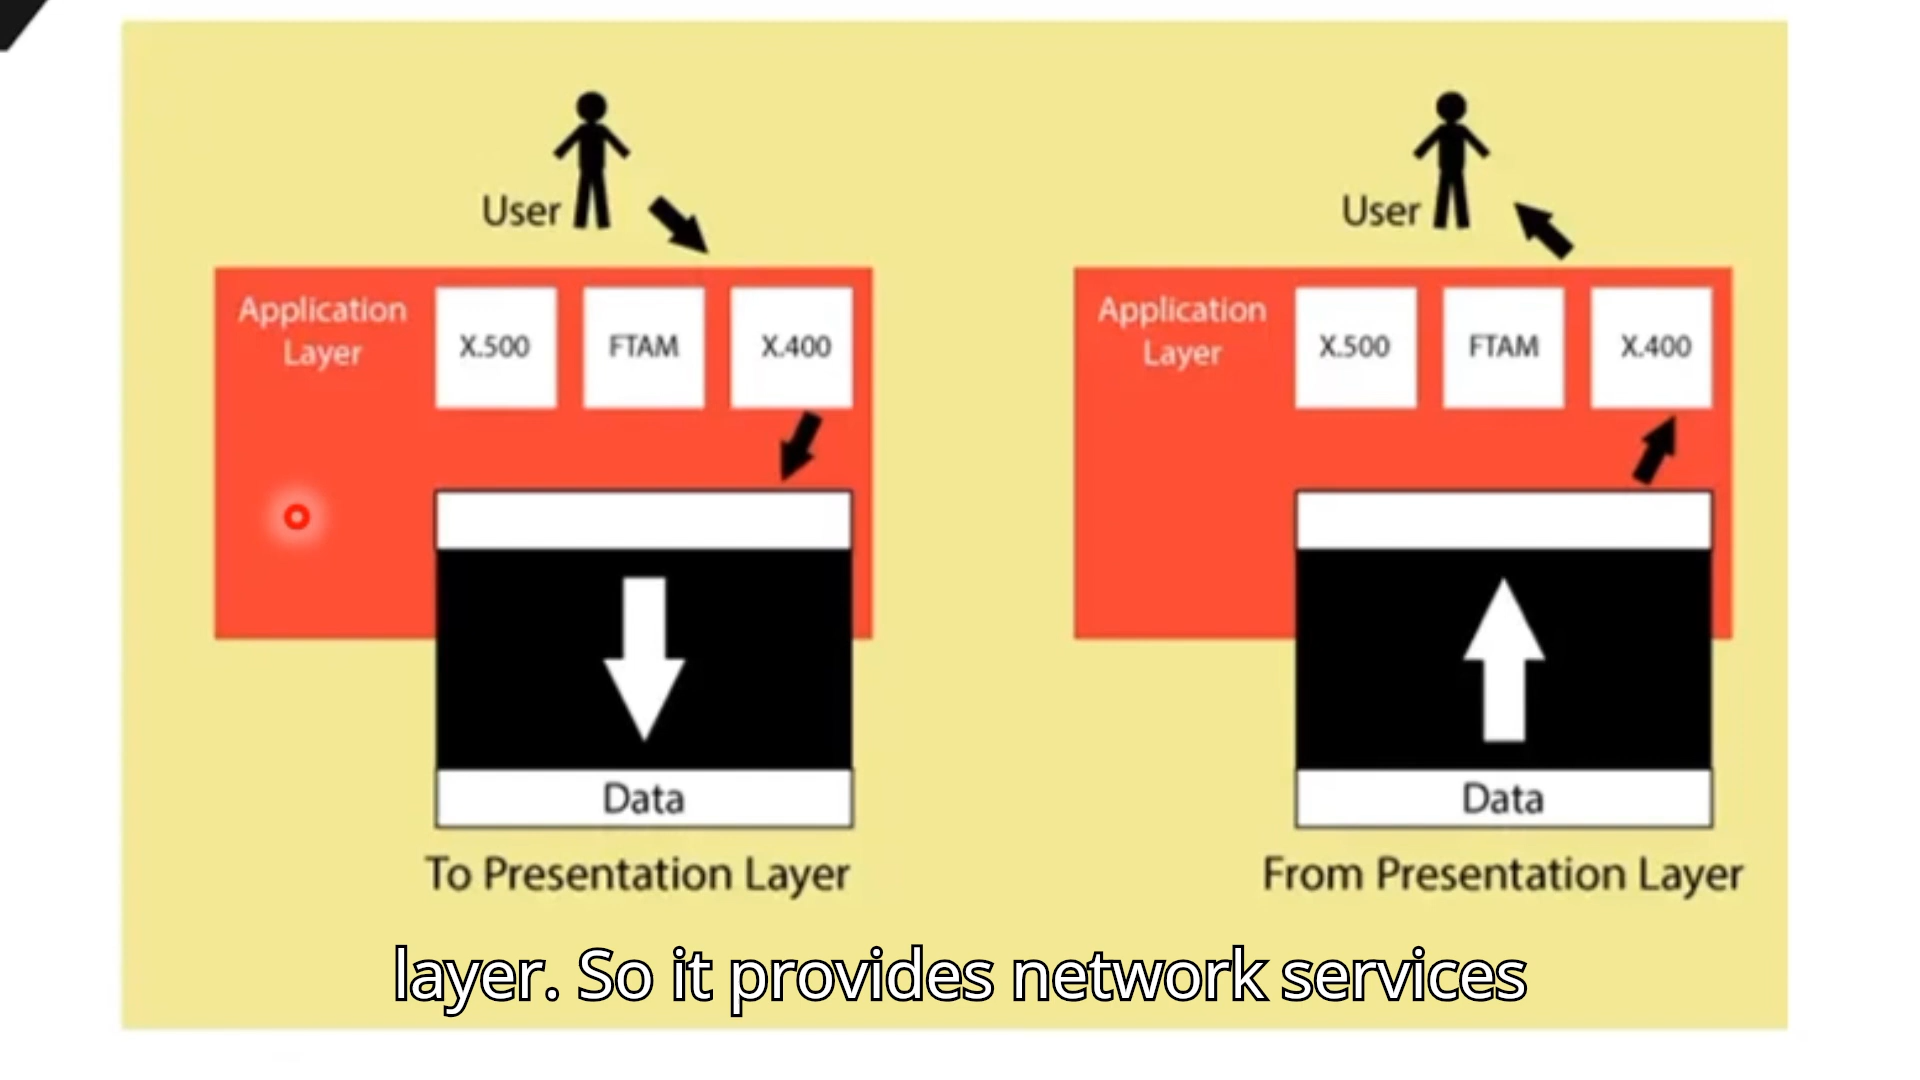 User
Application
Layer
X.500
FTAM
X.400
Data
To Presentation Layer
User
Application
Layer
X.500
FTAM
X.400
Data
From Presentation Layer
layer. So it provides network services